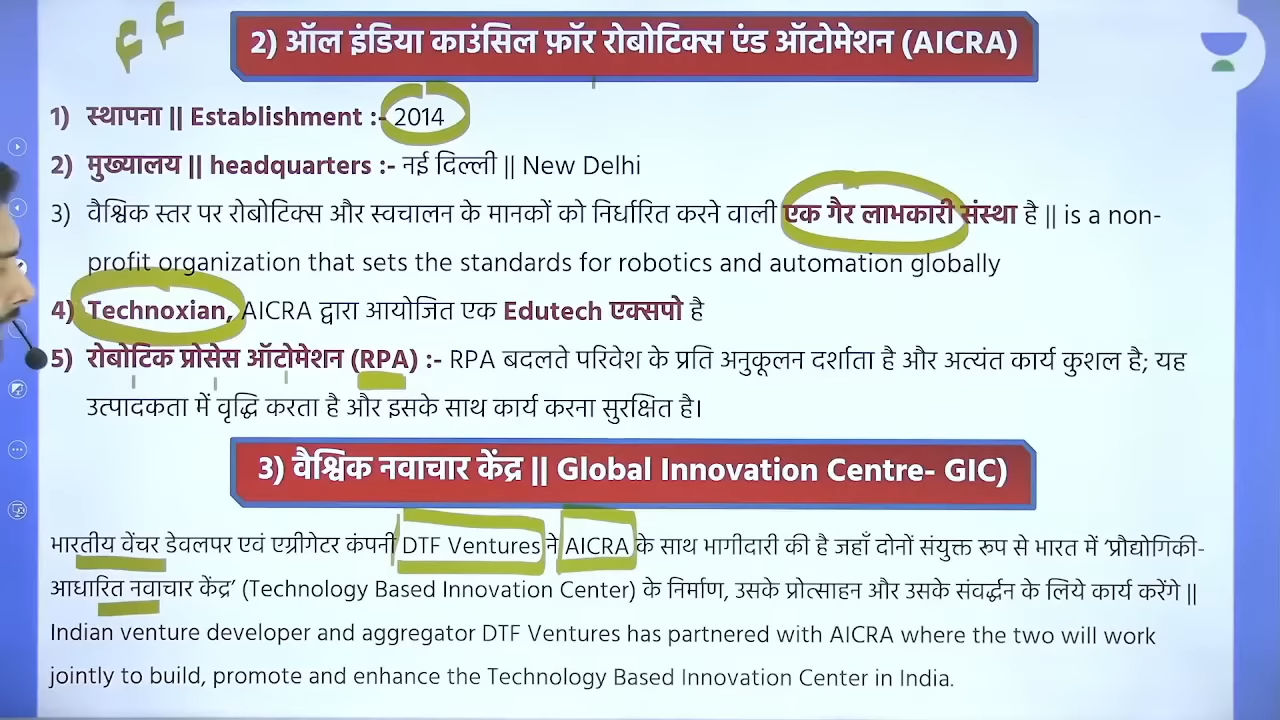 2) ऑल इंडिया काउंसिल फ़ॉर रोबोटिक्स एंड ऑटोमेशन (AICRA)
1) स्थापना || Establishment :- 2014
2) मुख्यालय || headquarters :- नई दिल्ली || New Delhi
3) वैश्विक स्तर पर रोबोटिक्स और स्वचालन के मानकों को निर्धारित करने वाली एक गैर लाभकारी संस्था है || is a non-
profit organization that sets the standards for robotics and automation globally
4) Technoxian, AICRA द्वारा आयोजित एक Edutech एक्सपो है
5) रोबोटिक प्रोसेस ऑटोमेशन (RPA) :- RPA बदलते परिवेश के प्रति अनुकूलन दर्शाता है और अत्यंत कार्य कुशल है; यह
उत्पादकता में वृद्धि करता है और इसके साथ कार्य करना सुरक्षित है।
3) वैश्विक नवाचार केंद्र || Global Innovation Centre- GIC)
भारतीय वेंचर डेवलपर एवं एग्रीगेटर कंपनी DTF Ventures ने AICRA के साथ भागीदारी की है जहाँ दोनों संयुक्त रूप से भारत में ‘प्रौद्योगिकी-
आधारित नवाचार केंद्र’ (Technology Based Innovation Center) के निर्माण, उसके प्रोत्साहन और उसके संवर्द्धन के लिये कार्य करेंगे ||
Indian venture developer and aggregator DTF Ventures has partnered with AICRA where the two will work
jointly to build, promote and enhance the Technology Based Innovation Center in India.